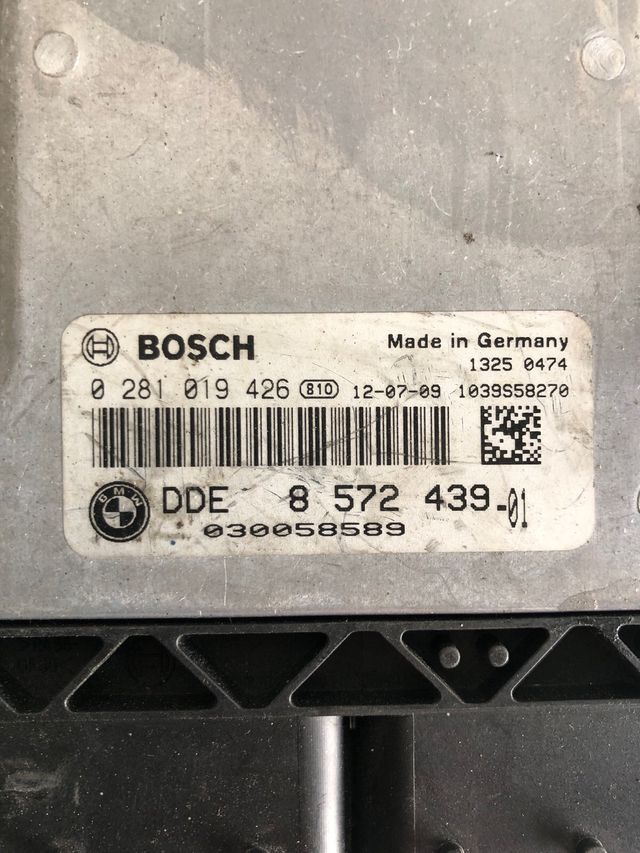 BOSCH
Made in Germany
1325 0474
0 281 019 426 810 12-07-09 1039S58270
BMW
DDE 8 572 439-01
030058589